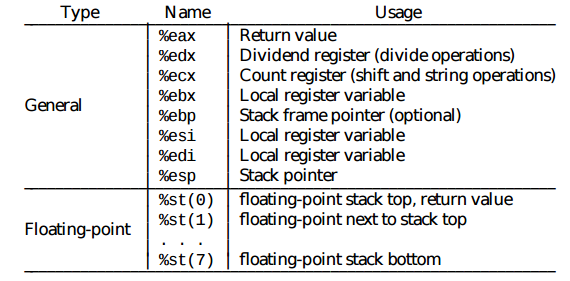 Type Name Usage
%eax Return value
%edx Dividend register (divide operations)
%ecx Count register (shift and string operations)
%ebx Local register variable
General %ebp Stack frame pointer (optional)
%esi Local register variable
%edi Local register variable
%esp Stack pointer
%st(0) floating-point stack top, return value
Floating-point %st(1) floating-point next to stack top
. . .
%st(7) floating-point stack bottom